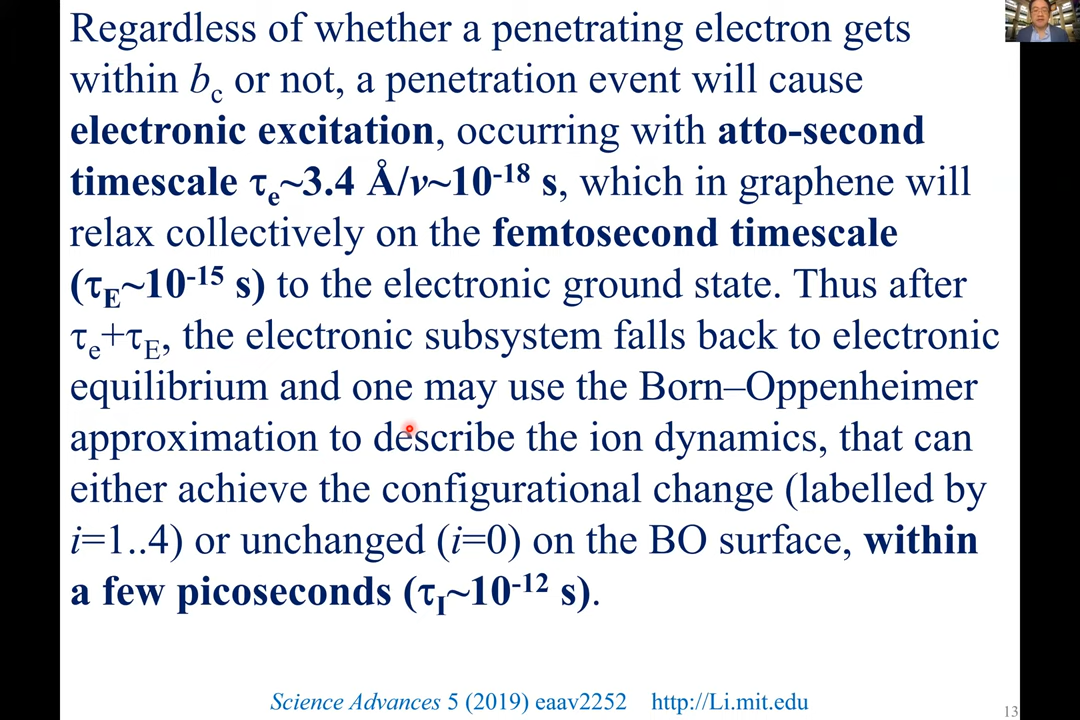 Regardless of whether a penetrating electron gets
within bc or not, a penetration event will cause
electronic excitation, occurring with atto-second
timescale τe~3.4 Å/v~10-18 s, which in graphene will
relax collectively on the femtosecond timescale
(τE~10-15 s) to the electronic ground state. Thus after
τe+τE, the electronic subsystem falls back to electronic
equilibrium and one may use the Born–Oppenheimer
approximation to describe the ion dynamics, that can
either achieve the configurational change (labelled by
i=1..4) or unchanged (i=0) on the BO surface, within
a few picoseconds (τI~10-12 s).
Science Advances 5 (2019) eaav2252 http://Li.mit.edu
13